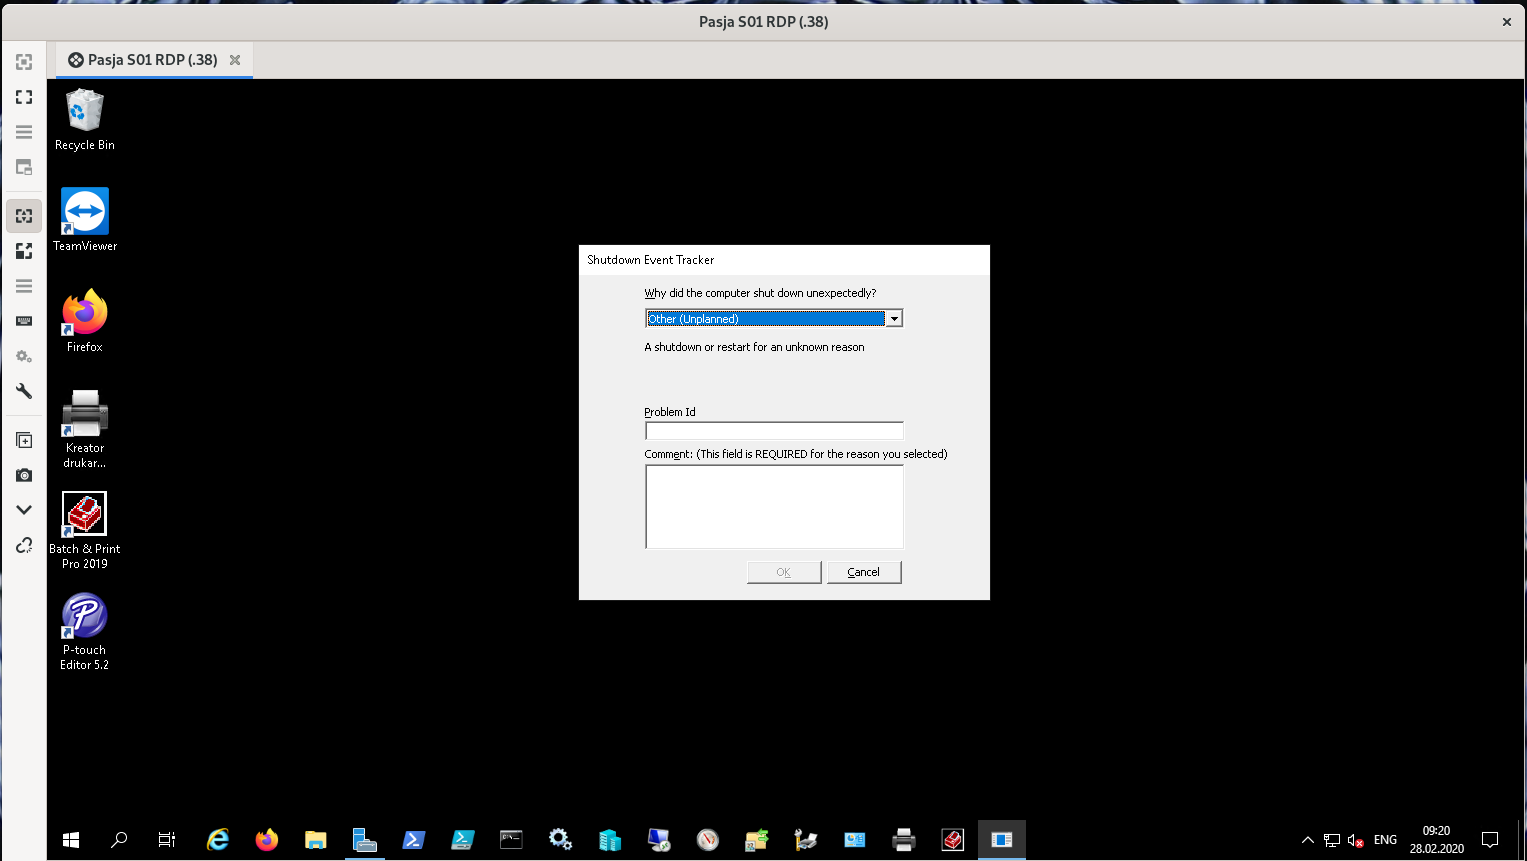 Pasja S01 RDP (.38)
Pasja S01 RDP (.38)
Recycle Bin
TeamViewer
Firefox
Kreator
drukar...
Batch & Print
Pro 2019
P-touch
Editor 5.2
Shutdown Event Tracker
Why did the computer shut down unexpectedly?
Other (Unplanned)
A shutdown or restart for an unknown reason
Problem Id
Comment: (This field is REQUIRED for the reason you selected)
OK
Cancel
ENG
09:20
28.02.2020